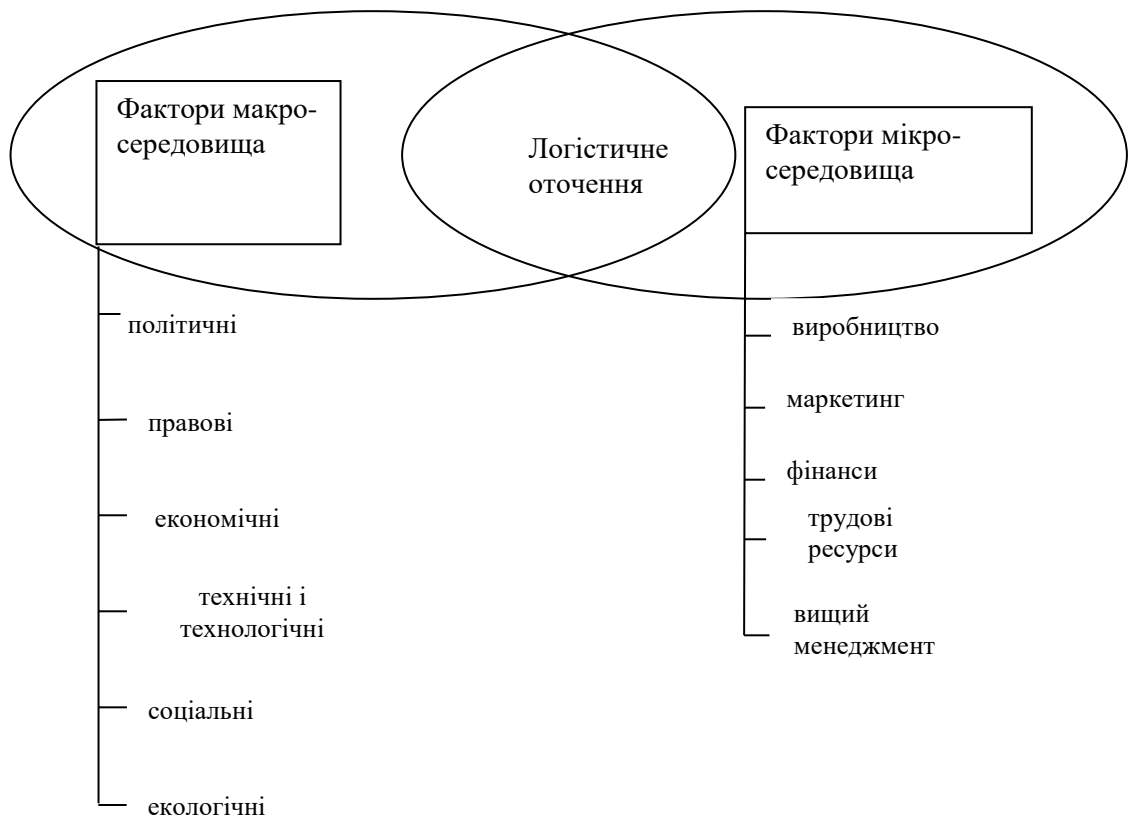 Фактори макро-
середовища
Логістичне
оточення
Фактори мікро-
середовища
політичні
правові
економічні
технічні і
технологічні
соціальні
екологічні
виробництво
маркетинг
фінанси
трудові
ресурси
вищий
менеджмент